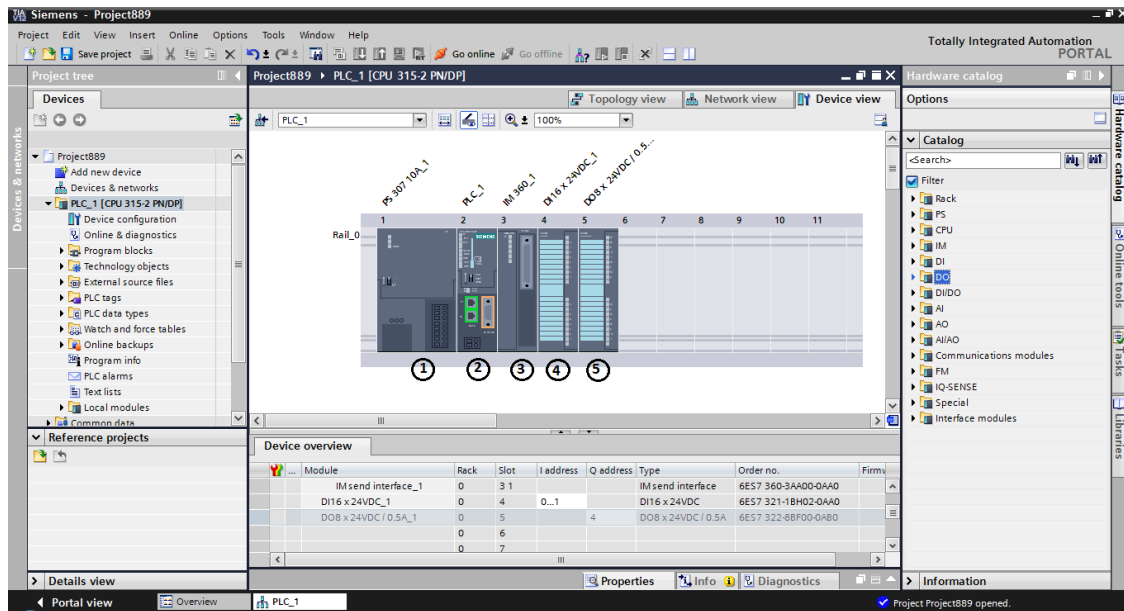 Siemens - Project889
Project Edit View Insert Online Options Tools Window Help
Totally Integrated Automation
PORTAL
Save project
Go online
Go offline
Project tree
Devices
Project889
Add new device
Devices & networks
PLC_1 [CPU 315-2 PN/DP]
Device configuration
Online & diagnostics
Program blocks
Technology objects
External source files
PLC tags
PLC data types
Watch and force tables
Online backups
Program info
PLC alarms
Text lists
Local modules
Common data
Reference projects
Details view
Devices & networks
Project889 PLC_1 [CPU 315-2 PN/DP]
Topology view Network view Device view
PLC_1
100%
PS 307 10A_1
PLC_1
IM 360_1
DI16 x 24VDC_1
DO8 x 24VDC / 0.5...
1 2 3 4 5 6 7 8 9 10 11
Rail_0
SIEMENS
1 2 3 4 5
Device overview
... Module Rack Slot I address Q address Type Order no. Firmw
IM send interface_1 0 3 1 IM send interface 6ES7 360-3AA00-0AA0
DI16 x 24VDC_1 0 4 0...1 DI16 x 24VDC 6ES7 321-1BH02-0AA0
DO8 x 24VDC / 0.5A_1 0 5 4 DO8 x 24VDC / 0.5A 6ES7 322-8BF00-0AB0
0 6
0 7
Properties Info Diagnostics
Hardware catalog
Options
Catalog
<Search>
Filter
Rack
PS
CPU
IM
DI
DO
DI/DO
AI
AO
AI/AO
Communications modules
FM
IQ-SENSE
Special
Interface modules
Information
Hardware catalog
Online tools
Tasks
Libraries
Portal view Overview PLC_1 Project Project889 opened.